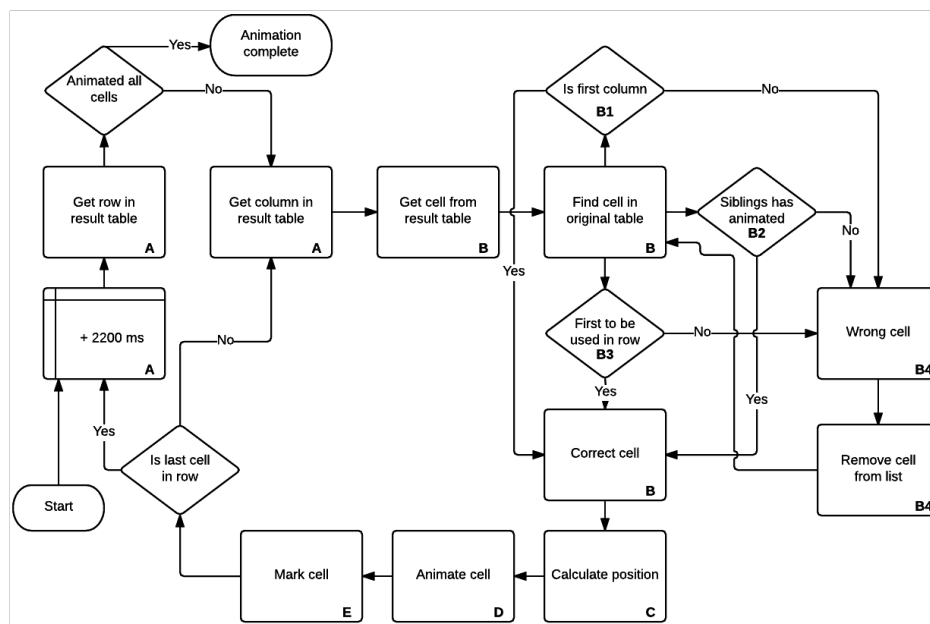 Animation
complete
Yes
Animated all
cells
No
Is first column
B1
No
Get row in
result table
A
Get column in
result table
A
Get cell from
result table
B
Find cell in
original table
B
Siblings has
animated
B2
No
Yes
+ 2200 ms
A
No
First to be
used in row
B3
No
Wrong cell
B4
Yes
Yes
Yes
Is last cell
in row
Correct cell
B
Remove cell
from list
B4
Start
Mark cell
E
Animate cell
D
Calculate position
C